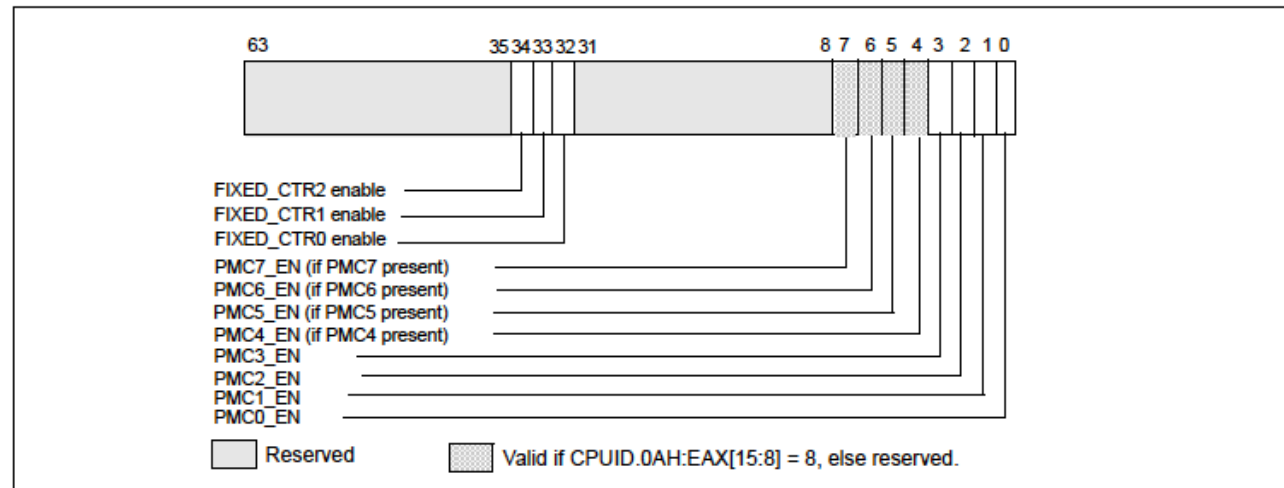 63 35 34 33 32 31 8 7 6 5 4 3 2 1 0
FIXED_CTR2 enable
FIXED_CTR1 enable
FIXED_CTR0 enable
PMC7_EN (if PMC7 present)
PMC6_EN (if PMC6 present)
PMC5_EN (if PMC5 present)
PMC4_EN (if PMC4 present)
PMC3_EN
PMC2_EN
PMC1_EN
PMC0_EN
Reserved
Valid if CPUID.0AH:EAX[15:8] = 8, else reserved.